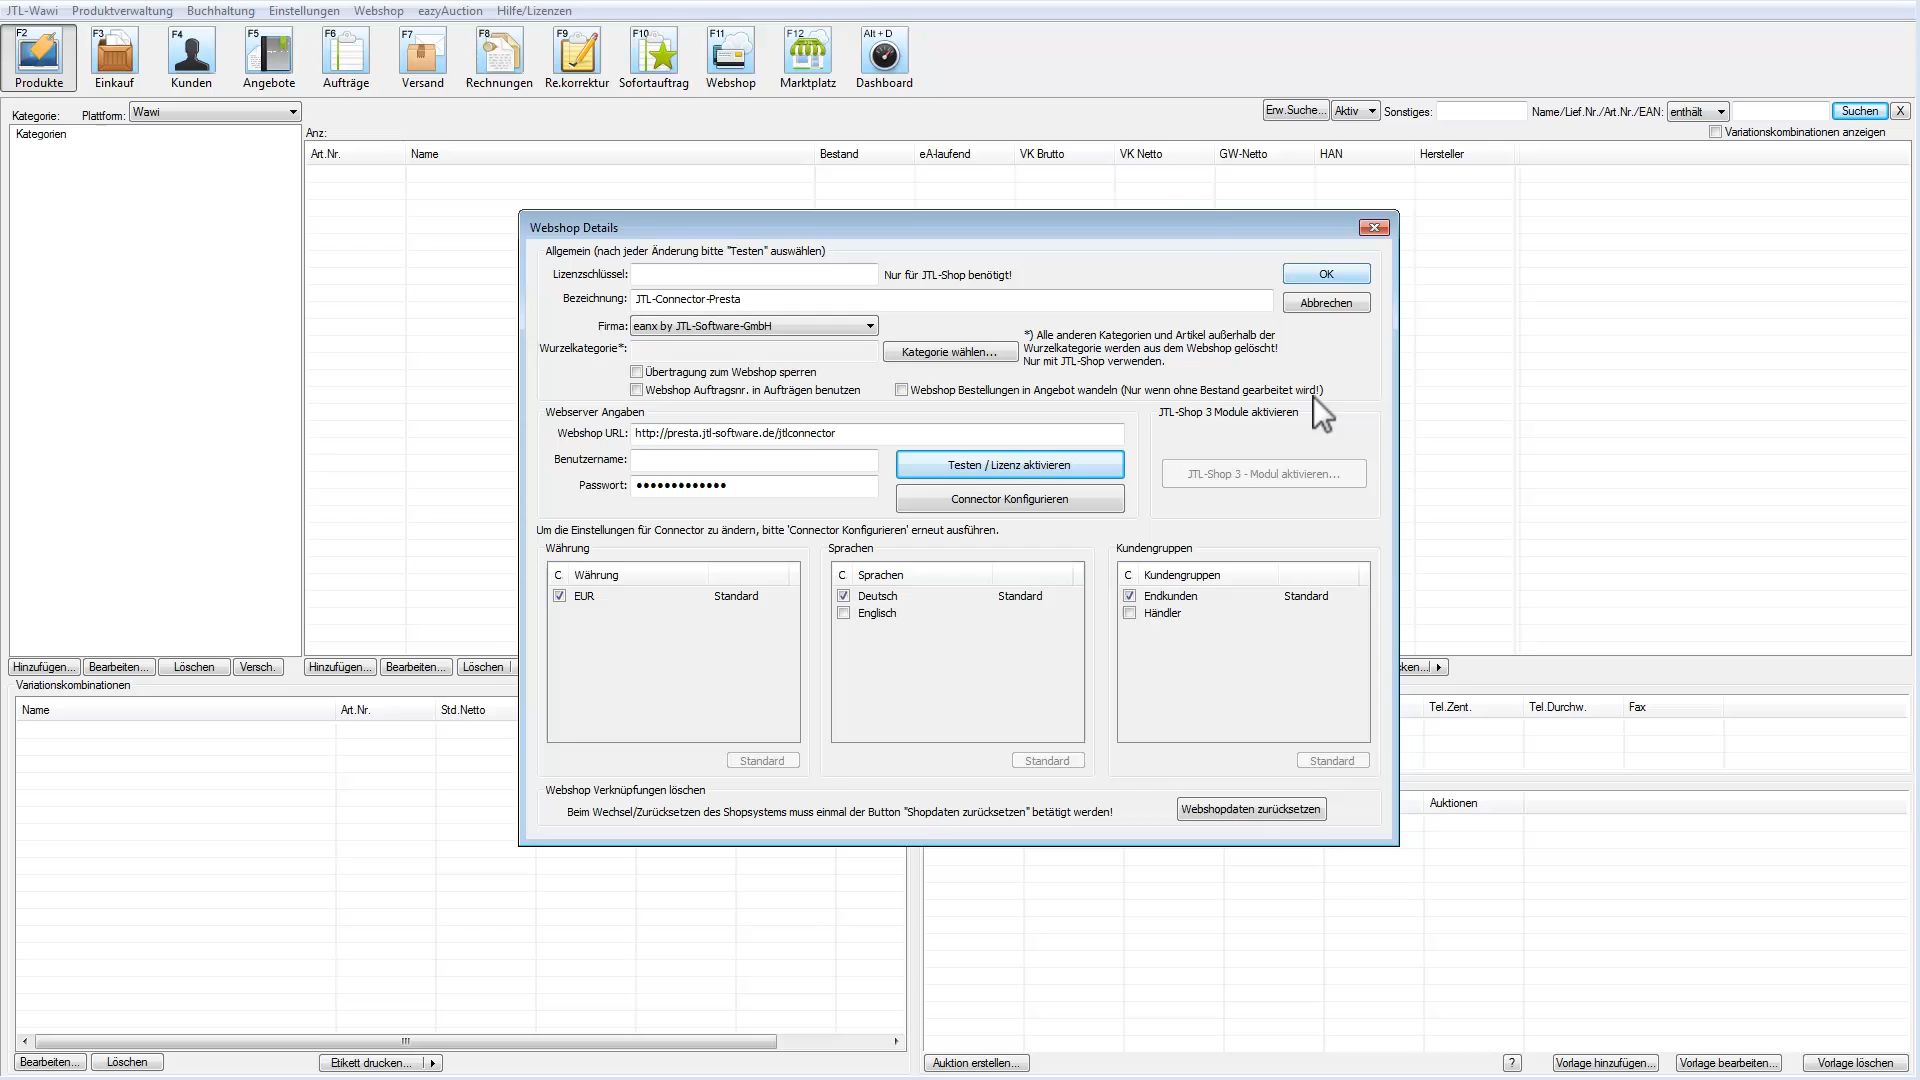 JTL-Wawi Produktverwaltung Buchhaltung Einstellungen Webshop eazyAuction Hilfe/Lizenzen
F2 F3 F4 F5 F6 F7 F8 F9 F10 F11 F12 Alt + D
Produkte Einkauf Kunden Angebote Aufträge Versand Rechnungen Re.korrektur Sofortauftrag Webshop Marktplatz Dashboard
Kategorie: Plattform: Wawi Erw.Suche... Aktiv Sonstiges: Name/Lief.Nr./Art.Nr./EAN: enthält Suchen X
Kategorien Anz: Variationskombinationen anzeigen
Art.Nr. Name Bestand eA-laufend VK Brutto VK Netto GW-Netto HAN Hersteller
Webshop Details
Allgemein (nach jeder Änderung bitte "Testen" auswählen)
Lizenzschlüssel: Nur für JTL-Shop benötigt! OK
Bezeichnung: JTL-Connector-Presta Abbrechen
Firma: eanx by JTL-Software-GmbH
*) Alle anderen Kategorien und Artikel außerhalb der
Wurzelkategorie*: Kategorie wählen... Wurzelkategorie werden aus dem Webshop gelöscht!
Nur mit JTL-Shop verwenden.
Übertragung zum Webshop sperren
Webshop Auftragsnr. in Aufträgen benutzen Webshop Bestellungen in Angebot wandeln (Nur wenn ohne Bestand gearbeitet wird!)
Webserver Angaben JTL-Shop 3 Module aktivieren
Webshop URL: http://presta.jtl-software.de/jtlconnector
Benutzername: Testen / Lizenz aktivieren JTL-Shop 3 - Modul aktivieren...
Passwort: •••••••••••••
Connector Konfigurieren
Um die Einstellungen für Connector zu ändern, bitte 'Connector Konfigurieren' erneut ausführen.
Währung Sprachen Kundengruppen
C Währung C Sprachen C Kundengruppen
EUR Standard Deutsch Standard Endkunden Standard
Englisch Händler
Hinzufügen... Bearbeiten... Löschen Versch. Hinzufügen... Bearbeiten... Löschen cken...
Variationskombinationen
Name Art.Nr. Std.Netto Tel.Zent. Tel.Durchw. Fax
Standard Standard Standard
Webshop Verknüpfungen löschen
Beim Wechsel/Zurücksetzen des Shopsystems muss einmal der Button "Shopdaten zurücksetzen" betätigt werden! Webshopdaten zurücksetzen
Auktionen
Bearbeiten... Löschen Etikett drucken... Auktion erstellen... ? Vorlage hinzufügen... Vorlage bearbeiten... Vorlage löschen